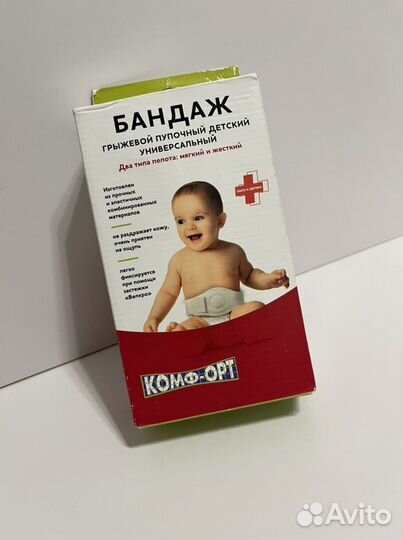 БАНДАЖ
ГРЫЖЕВОЙ ПУПОЧНЫЙ ДЕТСКИЙ
УНИВЕРСАЛЬНЫЙ
Два типа пелота: мягкий и жесткий
Изготовлен
из прочных
и эластичных
комбинированных
материалов
не раздражает кожу,
очень приятен
на ощупь
легко
фиксируется
при помощи
застежки
«Велкро»
КОМФ-ОРТ
Avito